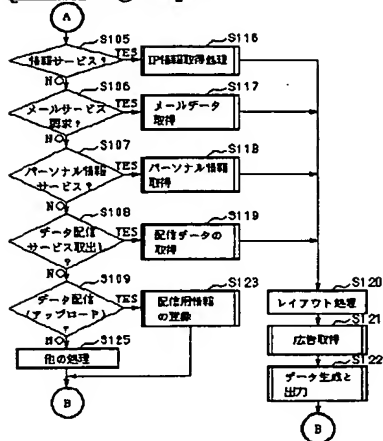 A
S105
情報サービス?
YES
S116
IP情報取得処理
NO
S106
メールサービス
要求?
YES
S117
メールデータ
取得
NO
S107
パーソナル情報
サービス?
YES
S118
パーソナル情報
取得
NO
S108
データ配信
サービス取出し
?
YES
S119
配信データの
取得
NO
S109
データ配信
(アップロード)
?
YES
S123
配信用情報
の登録
NO
S125
他の処理
B
S120
レイアウト処理
S121
広告取得
S122
データ生成と
出力
B